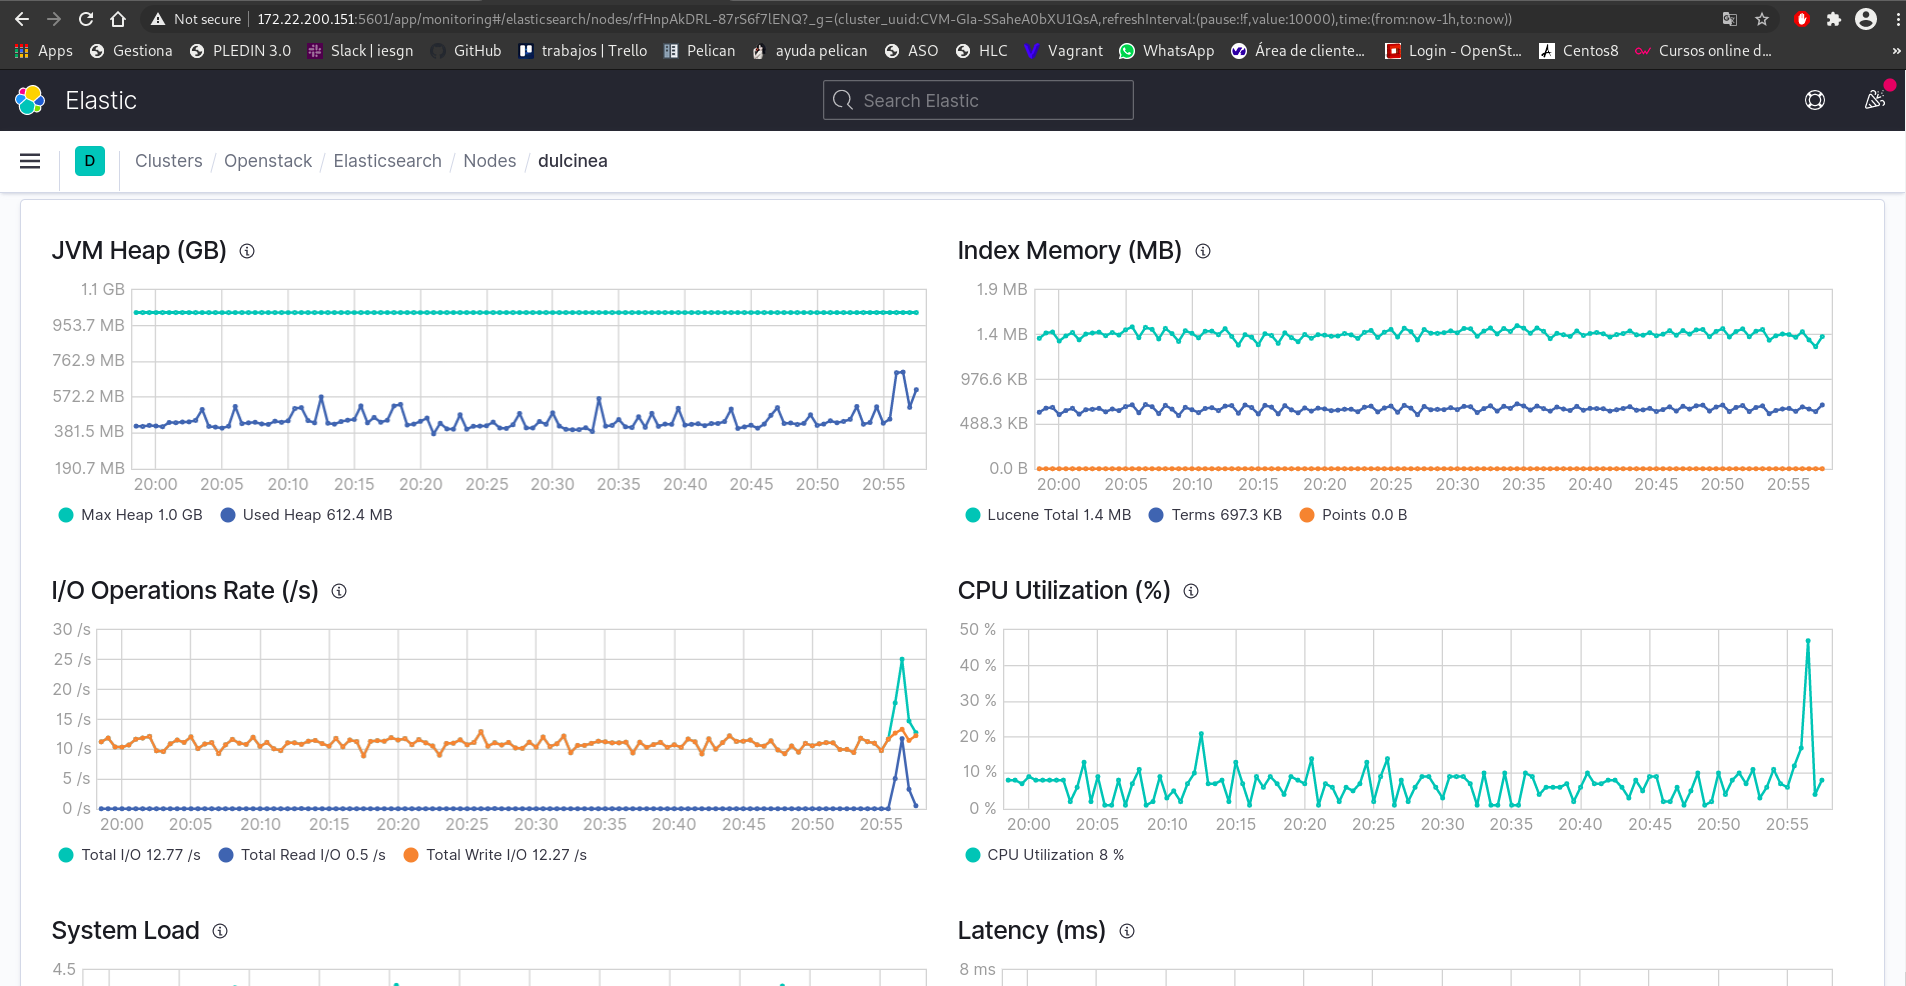 Not secure | 172.22.200.151:5601/app/monitoring#/elasticsearch/nodes/rfHnpAkDRL-87rS6f7lENQ?_g=(cluster_uuid:CVM-GIa-SSaheA0bXU1QsA,refreshInterval:(pause:!f,value:10000),time:(from:now-1h,to:now))
Apps Gestiona PLEDIN 3.0 Slack | iesgn GitHub trabajos | Trello Pelican ayuda pelican ASO HLC Vagrant WhatsApp Área de cliente... Login - OpenSt... Centos8 Cursos online d... »
Elastic Search Elastic
D Clusters / Openstack / Elasticsearch / Nodes / dulcinea
JVM Heap (GB)
1.1 GB
953.7 MB
762.9 MB
572.2 MB
381.5 MB
190.7 MB
20:00 20:05 20:10 20:15 20:20 20:25 20:30 20:35 20:40 20:45 20:50 20:55
Max Heap 1.0 GB Used Heap 612.4 MB
Index Memory (MB)
1.9 MB
1.4 MB
976.6 KB
488.3 KB
0.0 B
20:00 20:05 20:10 20:15 20:20 20:25 20:30 20:35 20:40 20:45 20:50 20:55
Lucene Total 1.4 MB Terms 697.3 KB Points 0.0 B
I/O Operations Rate (/s)
30 /s
25 /s
20 /s
15 /s
10 /s
5 /s
0 /s
20:00 20:05 20:10 20:15 20:20 20:25 20:30 20:35 20:40 20:45 20:50 20:55
Total I/O 12.77 /s Total Read I/O 0.5 /s Total Write I/O 12.27 /s
CPU Utilization (%)
50 %
40 %
30 %
20 %
10 %
0 %
20:00 20:05 20:10 20:15 20:20 20:25 20:30 20:35 20:40 20:45 20:50 20:55
CPU Utilization 8 %
System Load
4.5
Latency (ms)
8 ms